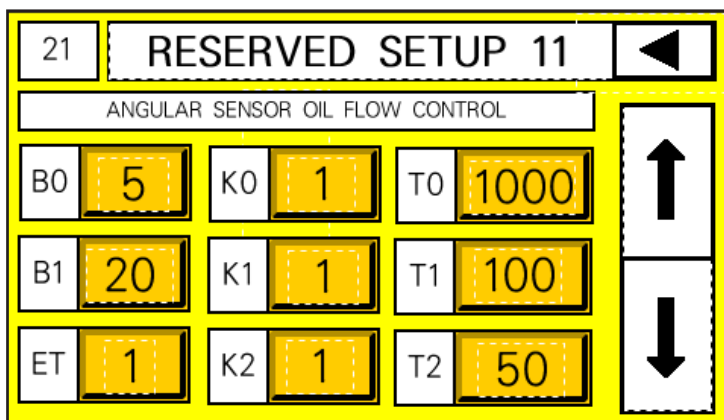 21 RESERVED SETUP 11
ANGULAR SENSOR OIL FLOW CONTROL
B0 5 K0 1 T0 1000
B1 20 K1 1 T1 100
ET 1 K2 1 T2 50